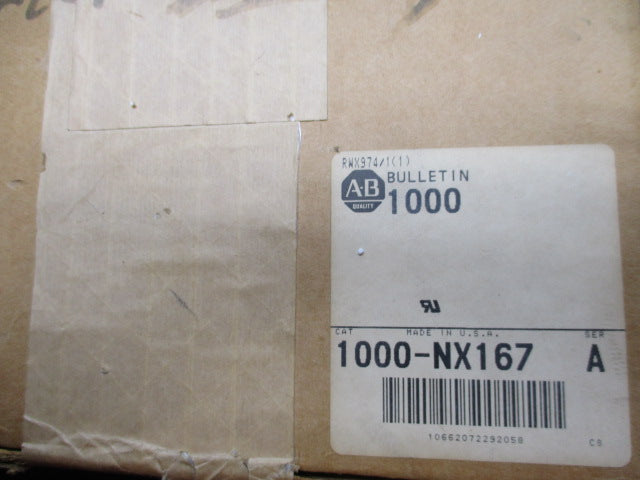 RWX974/1(1)
A-B
QUALITY
BULLETIN
1000
CAT MADE IN U.S.A. SER
1000-NX167 A
10662072292058 CS